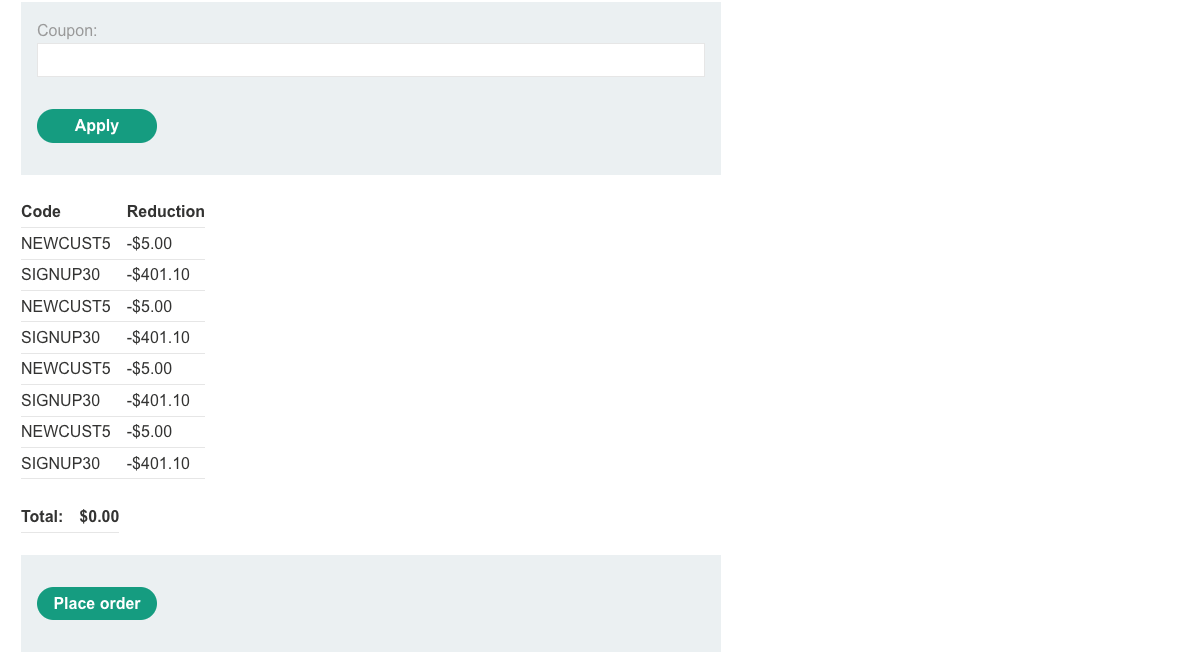 Coupon:
Apply
Code Reduction
NEWCUST5 -$5.00
SIGNUP30 -$401.10
NEWCUST5 -$5.00
SIGNUP30 -$401.10
NEWCUST5 -$5.00
SIGNUP30 -$401.10
NEWCUST5 -$5.00
SIGNUP30 -$401.10
Total: $0.00
Place order